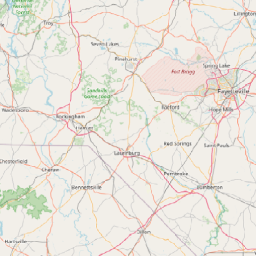 Lillington
Troy
Seven Lakes
Pinehurst
Spring Lake
Fort Bragg
Sandhills
Game Land
Fayetteville
Raeford
Hope Mills
Wadesboro
Rockingham
Hamlet
Red Springs
Saint Pauls
Laurinburg
Chesterfield
Cheraw
Pembroke
Lumberton
Bennettsville
Dillon
Hartsville